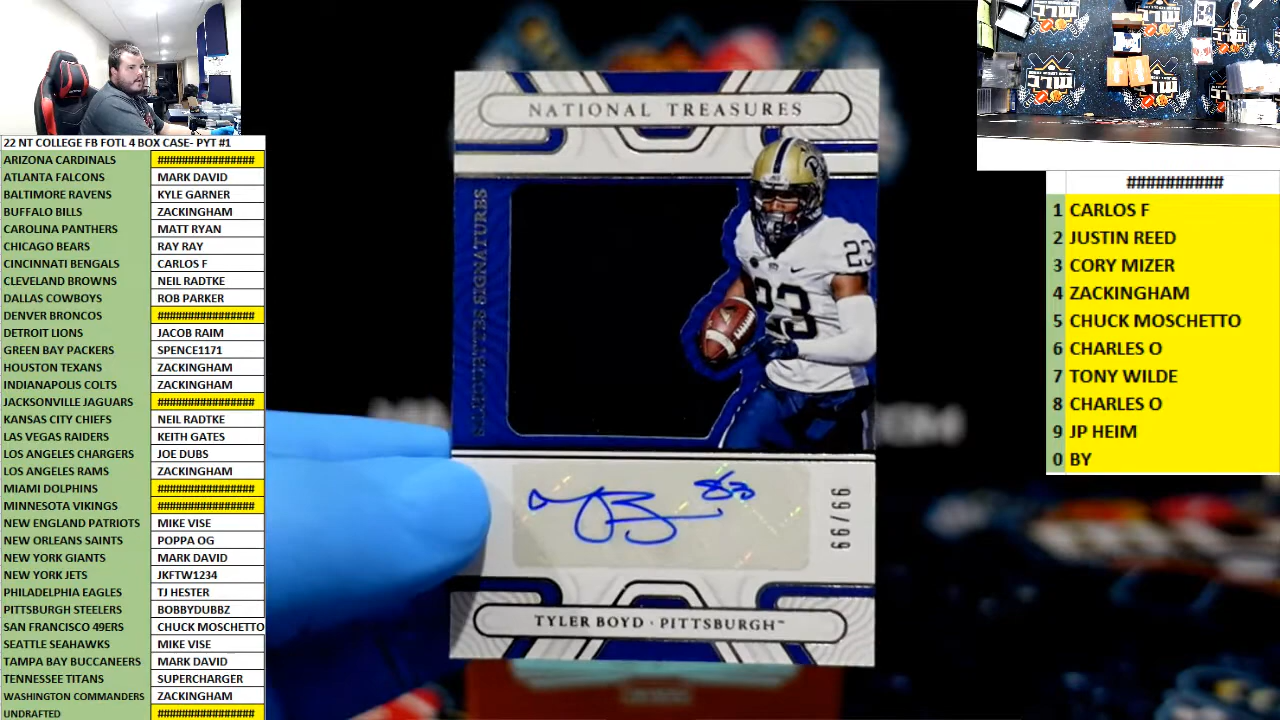 22 NT COLLEGE FB FOTL 4 BOX CASE- PYT #1
ARIZONA CARDINALS ################
ATLANTA FALCONS MARK DAVID
BALTIMORE RAVENS KYLE GARNER
BUFFALO BILLS ZACKINGHAM
CAROLINA PANTHERS MATT RYAN
CHICAGO BEARS RAY RAY
CINCINNATI BENGALS CARLOS F
CLEVELAND BROWNS NEIL RADTKE
DALLAS COWBOYS ROB PARKER
DENVER BRONCOS ################
DETROIT LIONS JACOB RAIM
GREEN BAY PACKERS SPENCE1171
HOUSTON TEXANS ZACKINGHAM
INDIANAPOLIS COLTS ZACKINGHAM
JACKSONVILLE JAGUARS ################
KANSAS CITY CHIEFS NEIL RADTKE
LAS VEGAS RAIDERS KEITH GATES
LOS ANGELES CHARGERS JOE DUBS
LOS ANGELES RAMS ZACKINGHAM
MIAMI DOLPHINS ################
MINNESOTA VIKINGS ################
NEW ENGLAND PATRIOTS MIKE VISE
NEW ORLEANS SAINTS POPPA OG
NEW YORK GIANTS MARK DAVID
NEW YORK JETS JKFTW1234
PHILADELPHIA EAGLES TJ HESTER
PITTSBURGH STEELERS BOBBYDUBBZ
SAN FRANCISCO 49ERS CHUCK MOSCHETTO
SEATTLE SEAHAWKS MIKE VISE
TAMPA BAY BUCCANEERS MARK DAVID
TENNESSEE TITANS SUPERCHARGER
WASHINGTON COMMANDERS ZACKINGHAM
UNDRAFTED ################
NATIONAL TREASURES
SILHOUETTES SIGNATURES
23
23
83
99/99
TYLER BOYD · PITTSBURGH™
##########
1 CARLOS F
2 JUSTIN REED
3 CORY MIZER
4 ZACKINGHAM
5 CHUCK MOSCHETTO
6 CHARLES O
7 TONY WILDE
8 CHARLES O
9 JP HEIM
0 BY